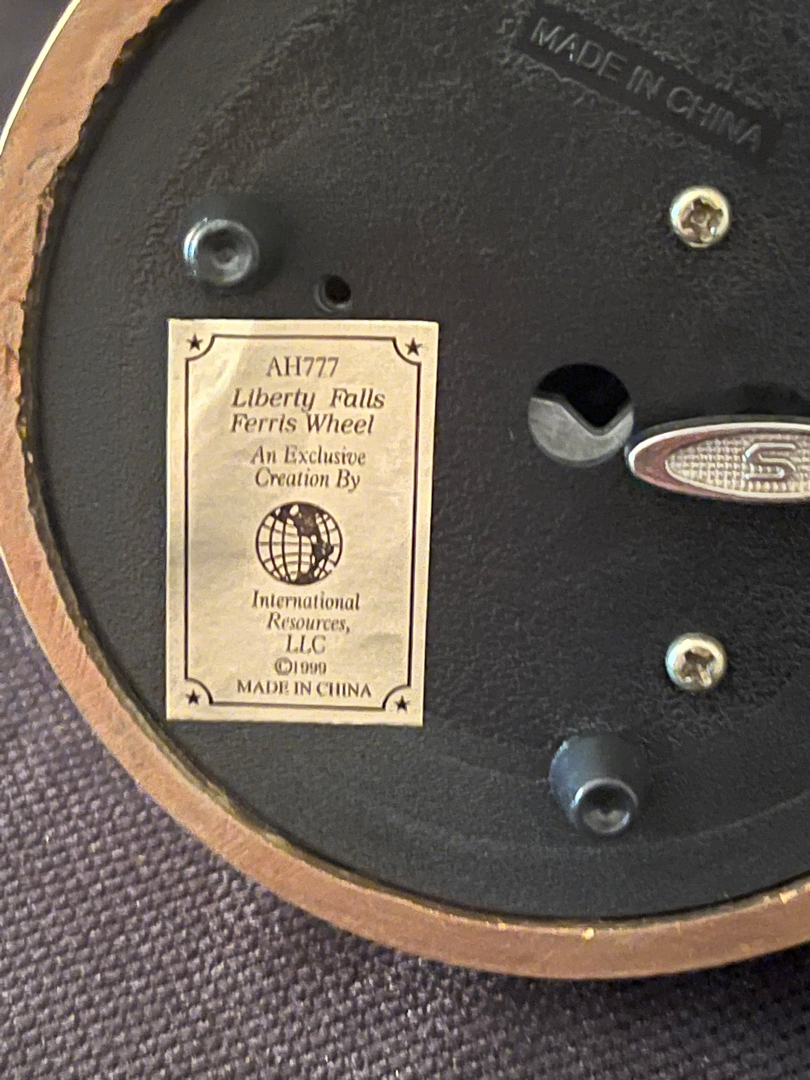 MADE IN CHINA
AH777
Liberty Falls
Ferris Wheel
An Exclusive
Creation By
International
Resources,
LLC
©1999
MADE IN CHINA
S